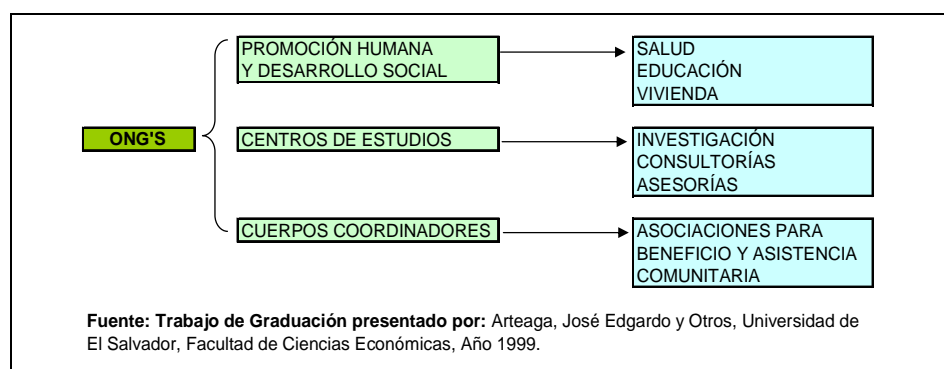 PROMOCIÓN HUMANA
Y DESARROLLO SOCIAL
SALUD
EDUCACIÓN
VIVIENDA
ONG'S
CENTROS DE ESTUDIOS
INVESTIGACIÓN
CONSULTORÍAS
ASESORÍAS
CUERPOS COORDINADORES
ASOCIACIONES PARA
BENEFICIO Y ASISTENCIA
COMUNITARIA
Fuente: Trabajo de Graduación presentado por: Arteaga, José Edgardo y Otros, Universidad de
El Salvador, Facultad de Ciencias Económicas, Año 1999.